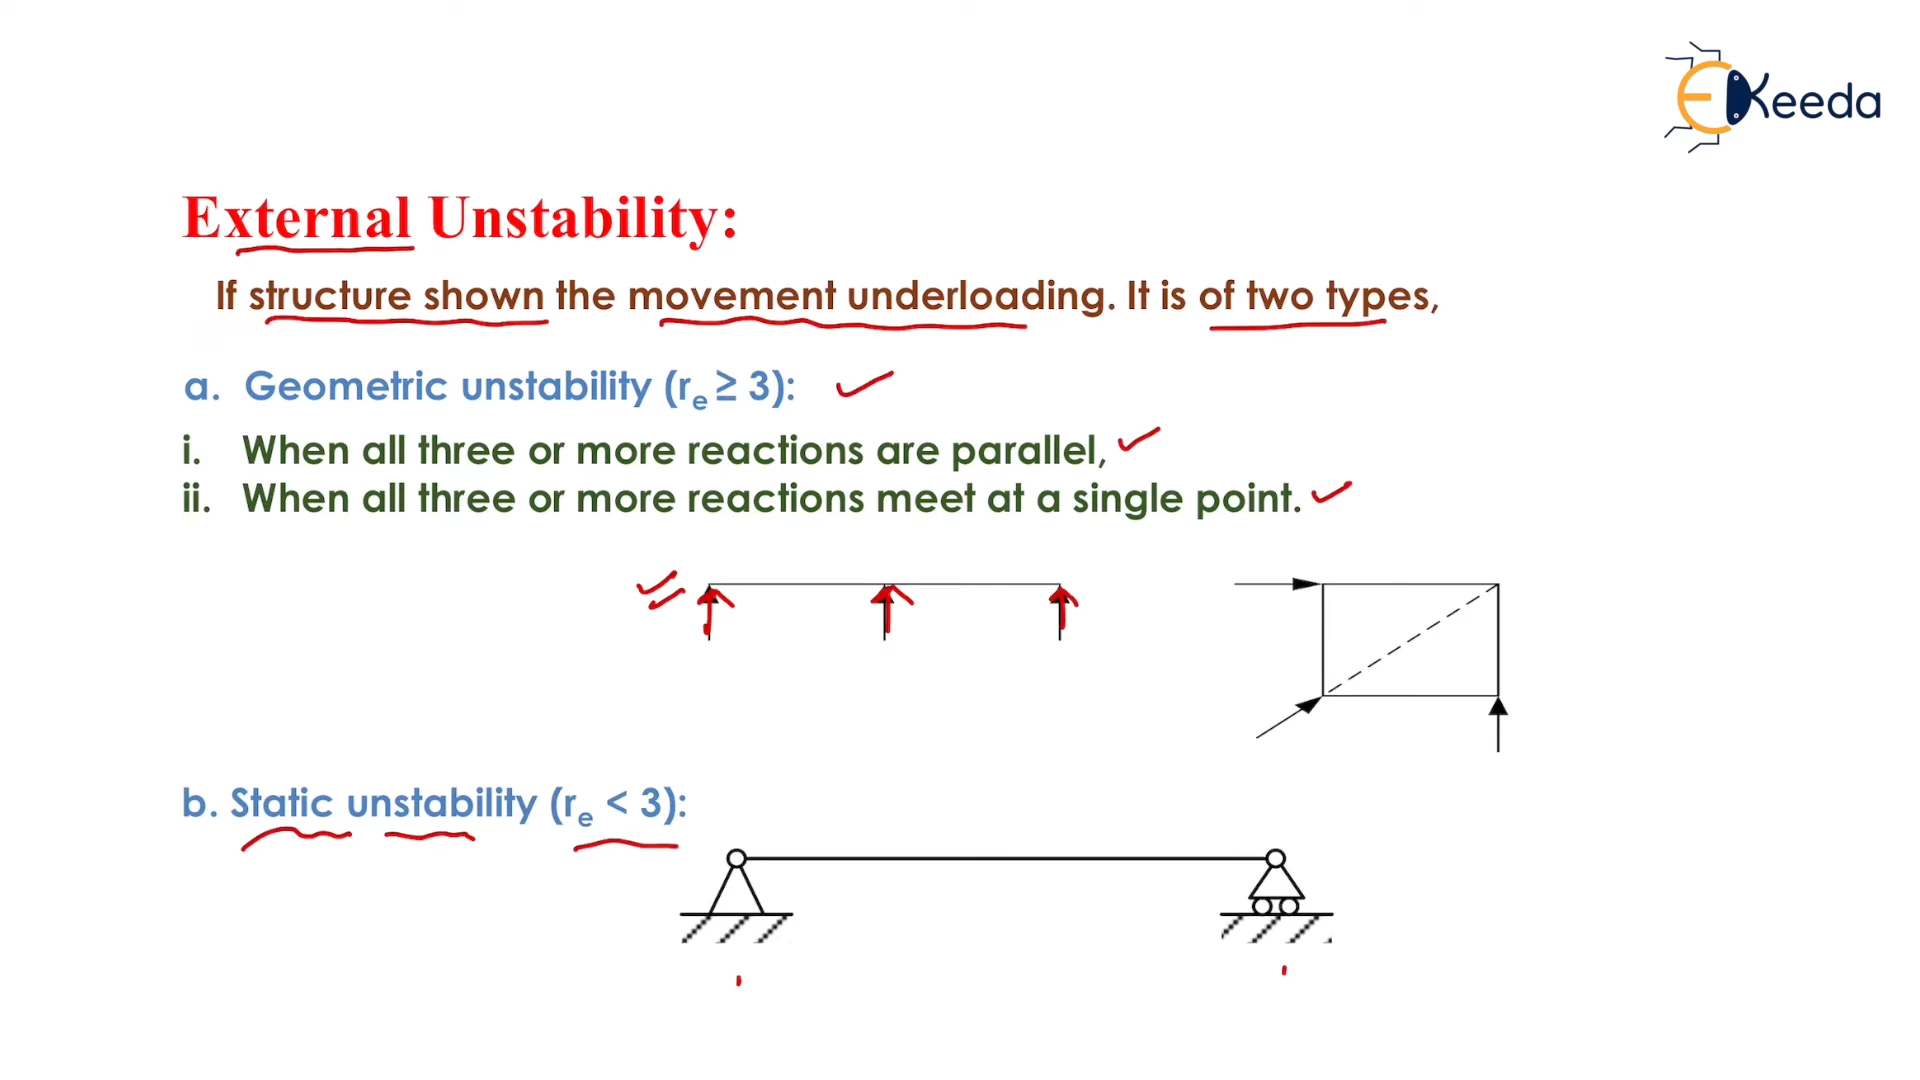 EKeeda
External Unstability:
If structure shown the movement underloading. It is of two types,
a. Geometric unstability (rₑ ≥ 3):
i. When all three or more reactions are parallel,
ii. When all three or more reactions meet at a single point.
b. Static unstability (rₑ < 3):